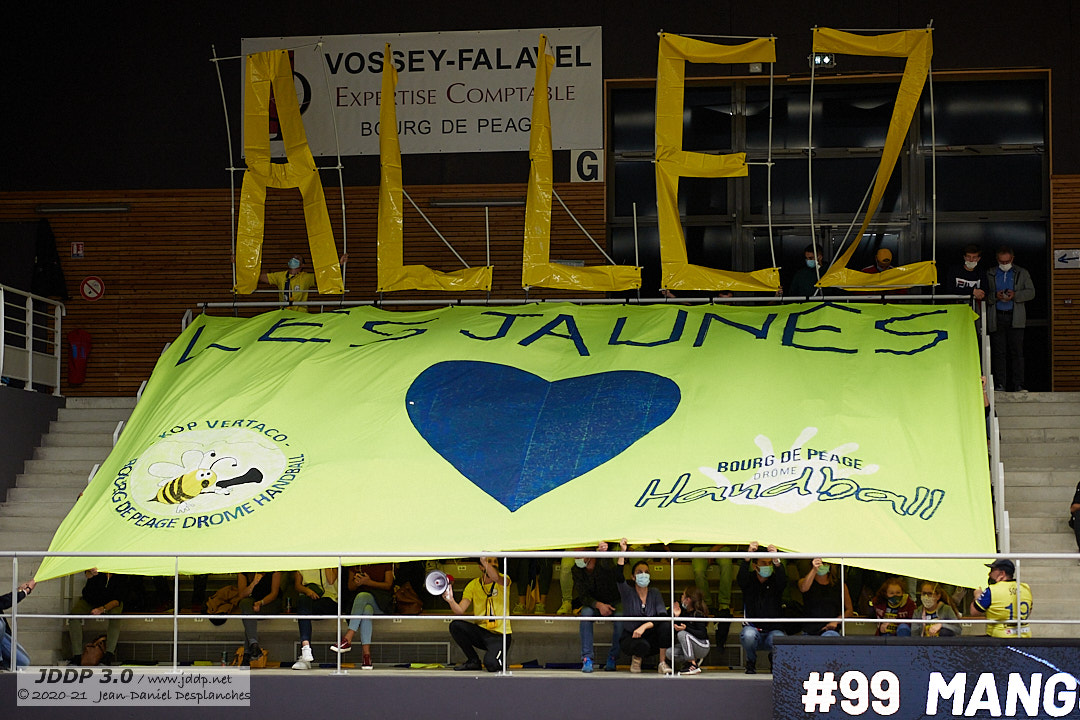 VOSSEY-FALAVEL
EXPERTISE COMPTABLE
BOURG DE PEAGE
G
ALLEZ
LES JAUNES
KOP VERTACO -
BOURG DE PEAGE DROME HANDBALL
BOURG DE PEAGE
DROME
Handball
JDDP 3.0 / www.jddp.net
© 2020-21 Jean Daniel Desplanches
#99 MANG